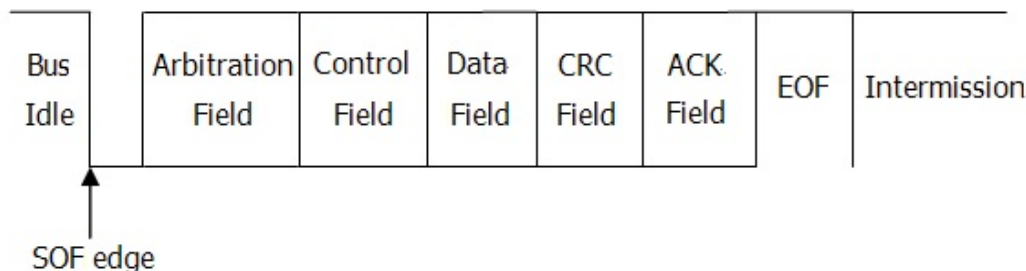 Bus Idle
Arbitration Field
Control Field
Data Field
CRC Field
ACK Field
EOF
Intermission
SOF edge